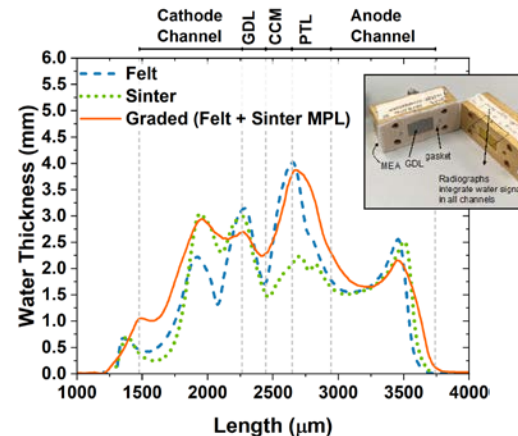 Cathode Channel
GDL
CCM
PTL
Anode Channel
6.0
5.5
5.0
4.5
4.0
3.5
3.0
2.5
2.0
1.5
1.0
0.5
0.0
Water Thickness (mm)
Felt
Sinter
Graded (Felt + Sinter MPL)
MEA
GDL
gasket
Radiographs
integrate water signal
in all channels
1000 1500 2000 2500 3000 3500 4000
Length (μm)